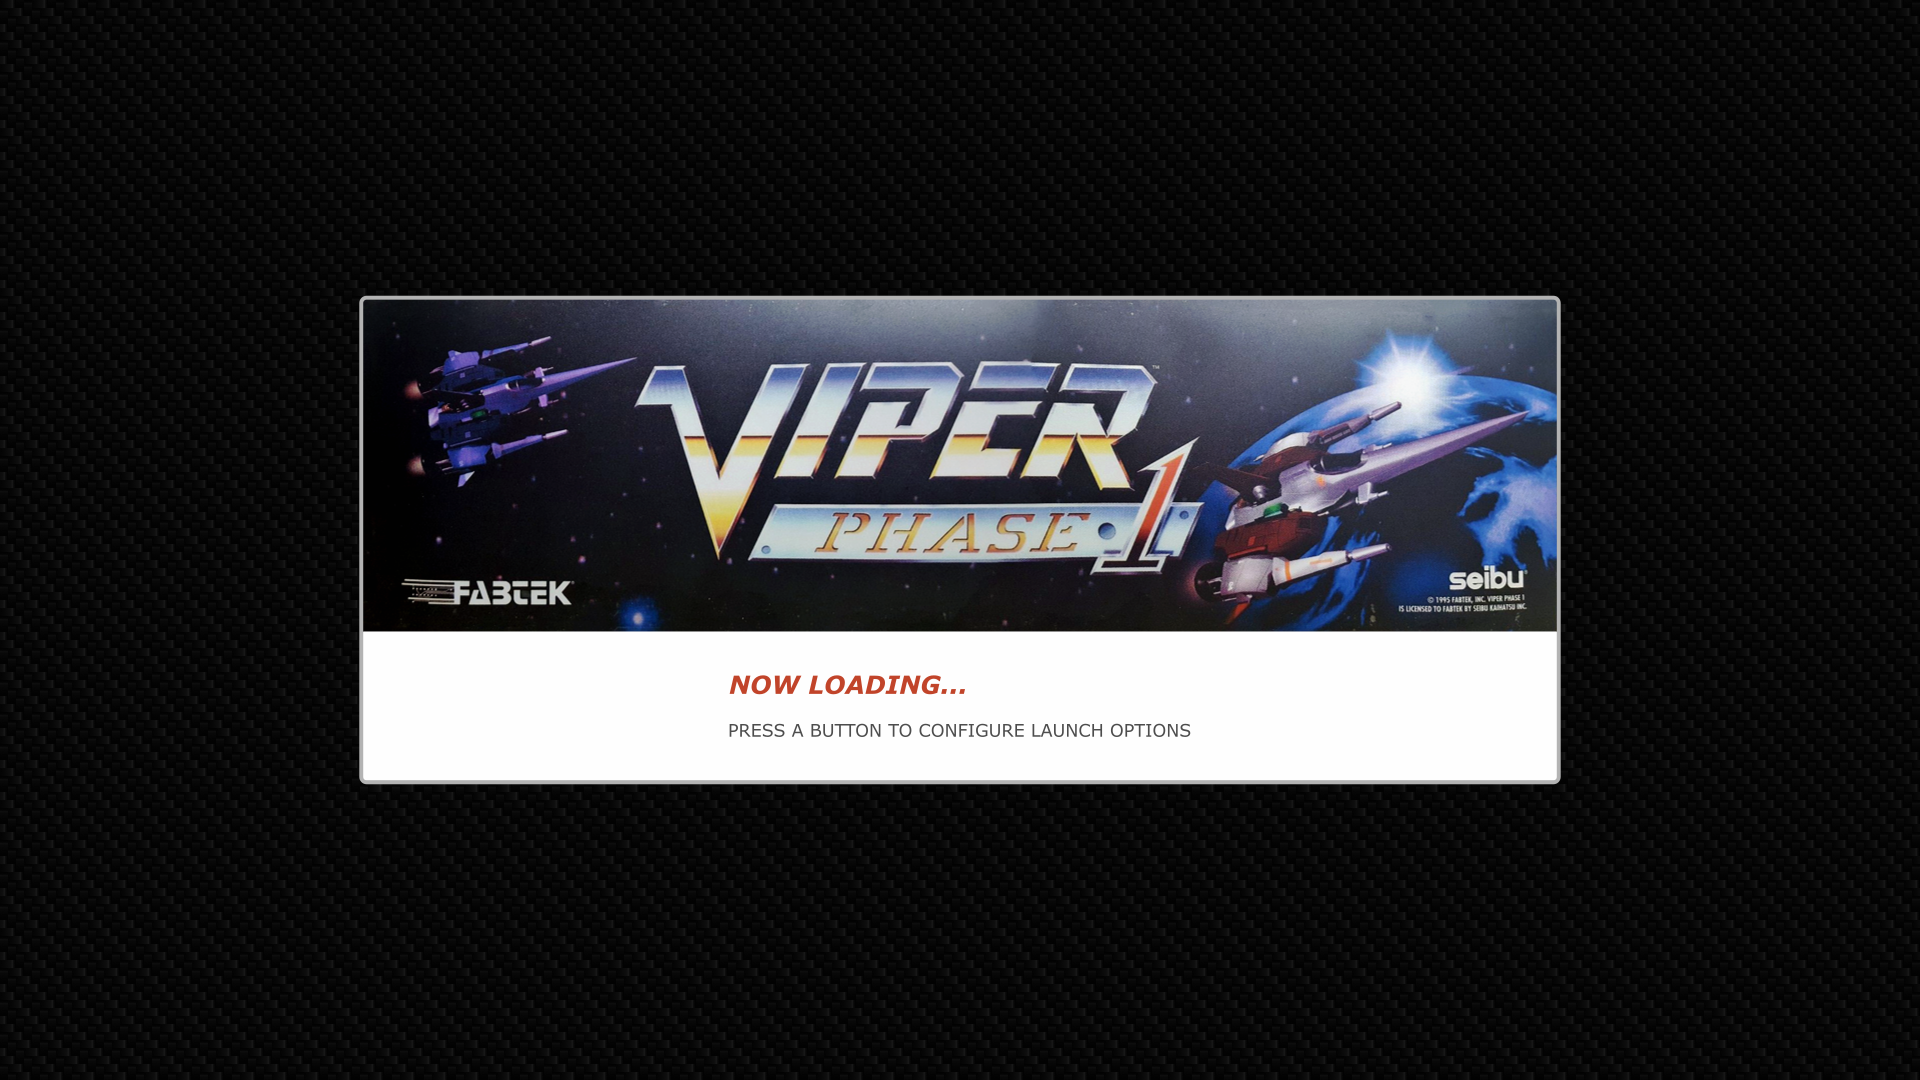 VIPER™
PHASE 1
FABTEK
seibu
© 1995 FABTEK, INC. VIPER PHASE 1
IS LICENSED TO FABTEK BY SEIBU KAIHATSU INC.
NOW LOADING...
PRESS A BUTTON TO CONFIGURE LAUNCH OPTIONS